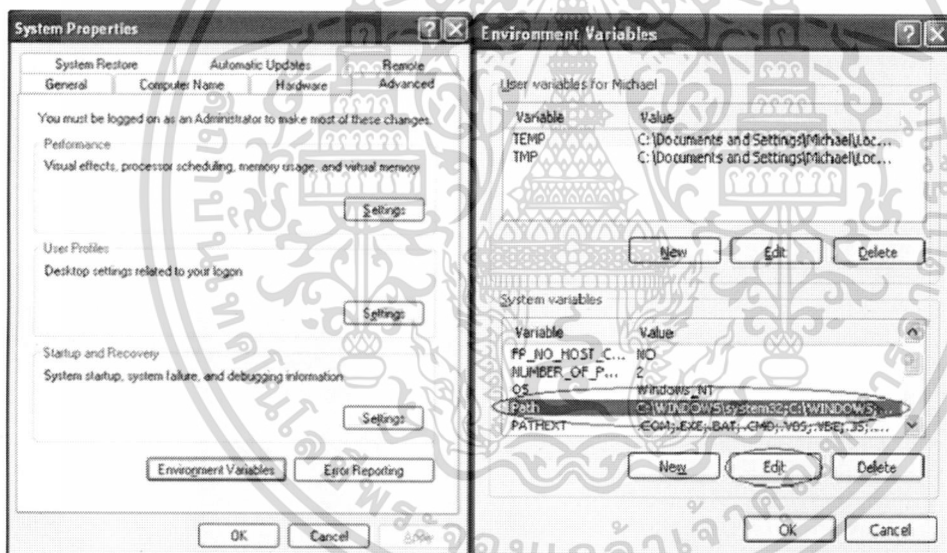 System Properties
System Restore Automatic Updates Remote
General Computer Name Hardware Advanced
You must be logged on as an Administrator to make most of these changes.
Performance
Visual effects, processor scheduling, memory usage, and virtual memory
Settings
User Profiles
Desktop settings related to your logon
Settings
Startup and Recovery
System startup, system failure, and debugging information
Settings
Environment Variables Error Reporting
OK Cancel Apply
Environment Variables
User variables for Michael
Variable Value
TEMP C:\Documents and Settings\Michael\Loc...
TMP C:\Documents and Settings\Michael\Loc...
New Edit Delete
System variables
Variable Value
FP_NO_HOST_C... NO
NUMBER_OF_P... 2
OS Windows_NT
Path C:\WINDOWS\system32;C:\WINDOWS;...
PATHEXT .COM;.EXE;.BAT;.CMD;.VBS;.VBE;.JS;....
New Edit Delete
OK Cancel